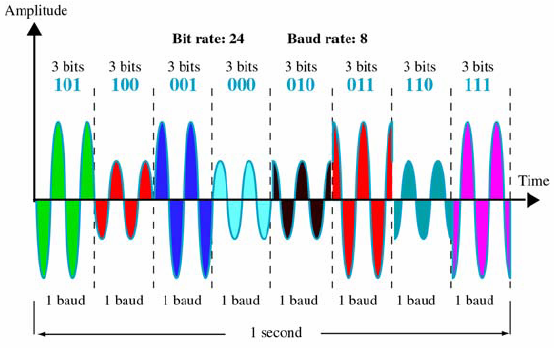 Amplitude
Bit rate: 24 Baud rate: 8
3 bits 3 bits 3 bits 3 bits 3 bits 3 bits 3 bits 3 bits
101 100 001 000 010 011 110 111
Time
1 baud 1 baud 1 baud 1 baud 1 baud 1 baud 1 baud 1 baud
1 second